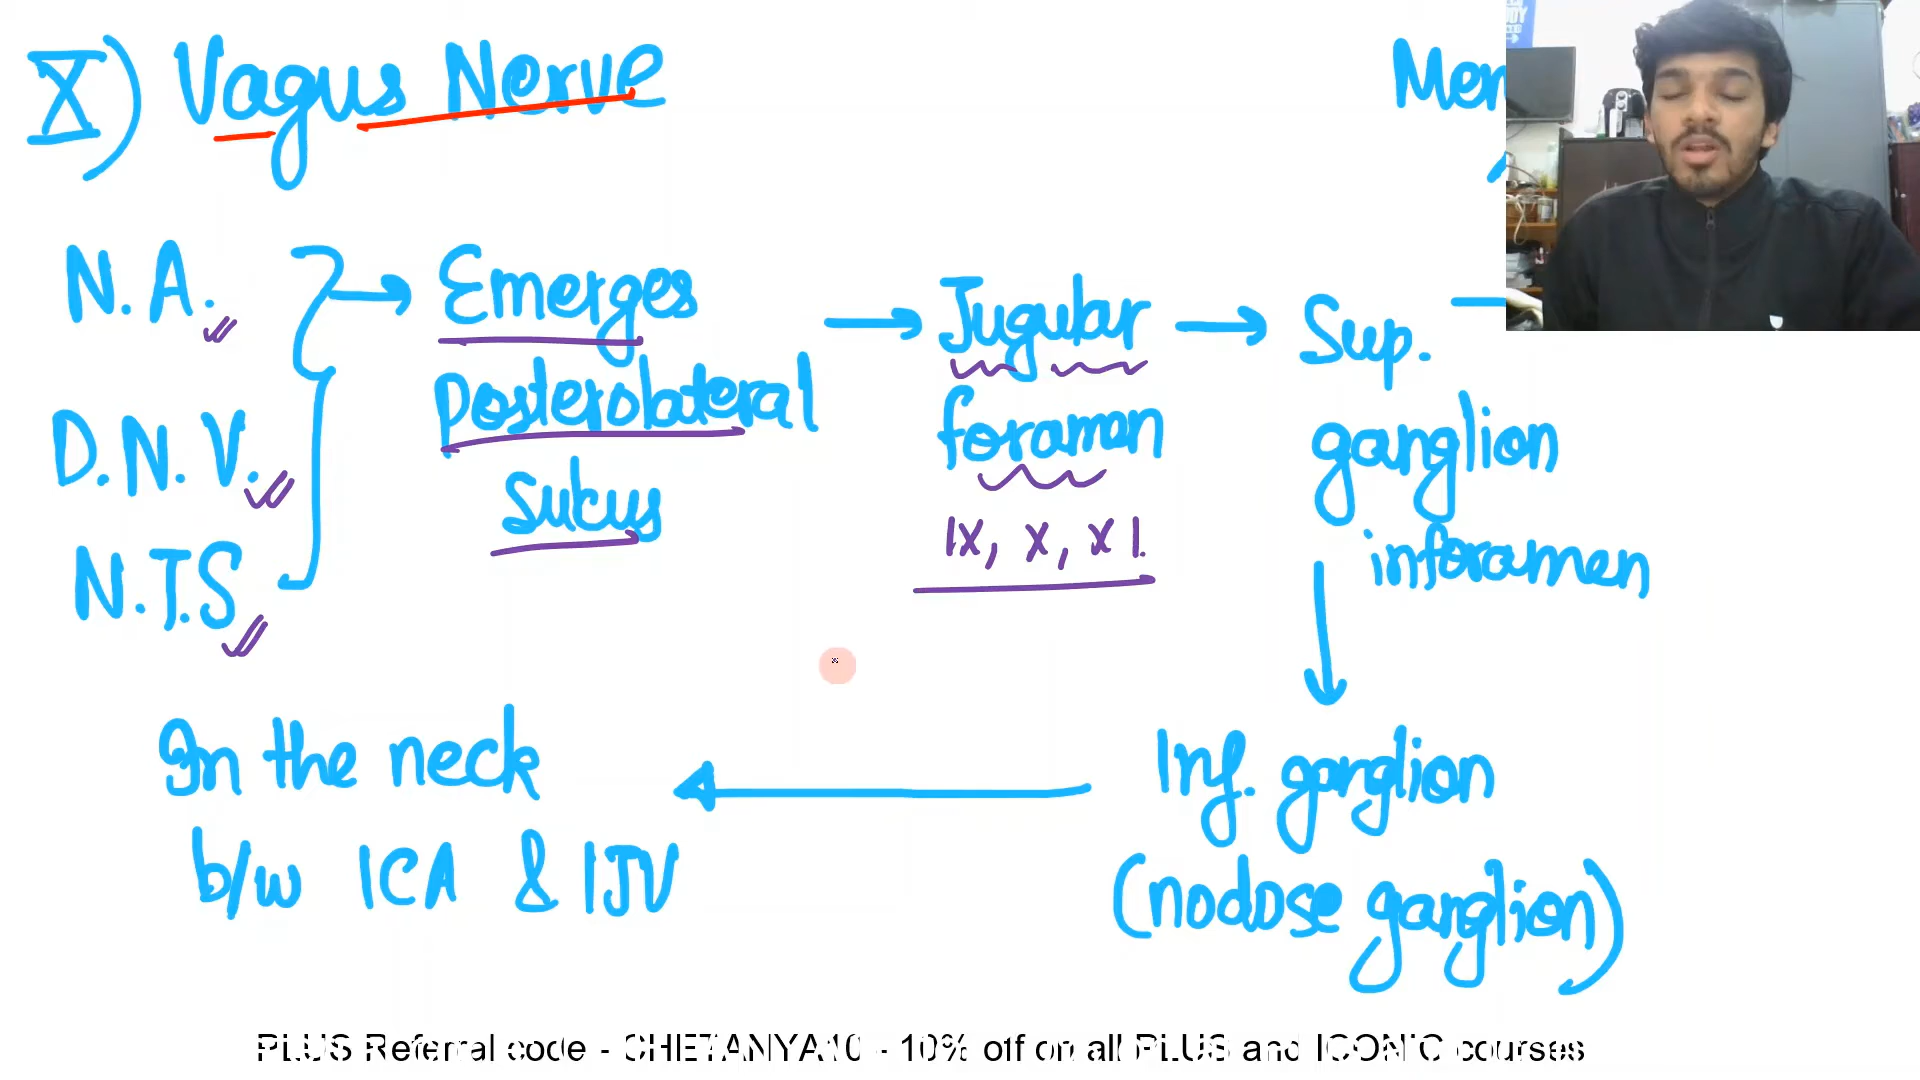 X) Vagus Nerve
Men
N.A.
D.N.V.
N.T.S
Emerges
posterolateral
sulcus
Jugular
foramen
IX, X, XI.
Sup.
ganglion
inforamen
Inf. ganglion
(nodose ganglion)
In the neck
b/w ICA & IJV
PLUS Referral code - CHETANYA10 - 10% off on all PLUS and ICONIC courses